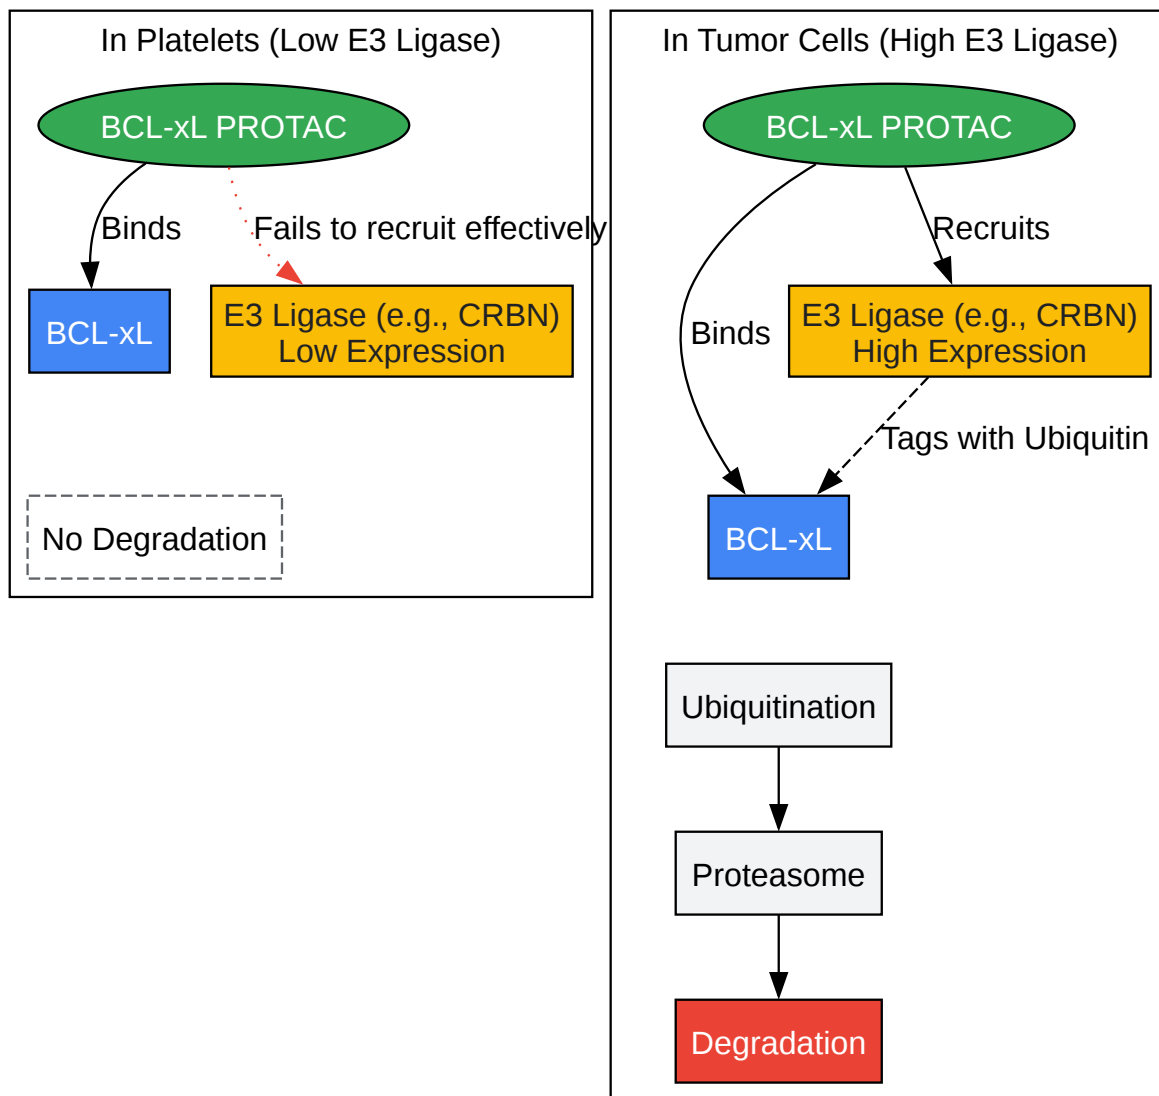 In Platelets (Low E3 Ligase)
BCL-xL PROTAC
Binds
Fails to recruit effectively
BCL-xL
E3 Ligase (e.g., CRBN)
Low Expression
No Degradation
In Tumor Cells (High E3 Ligase)
BCL-xL PROTAC
Recruits
Binds
E3 Ligase (e.g., CRBN)
High Expression
Tags with Ubiquitin
BCL-xL
Ubiquitination
Proteasome
Degradation